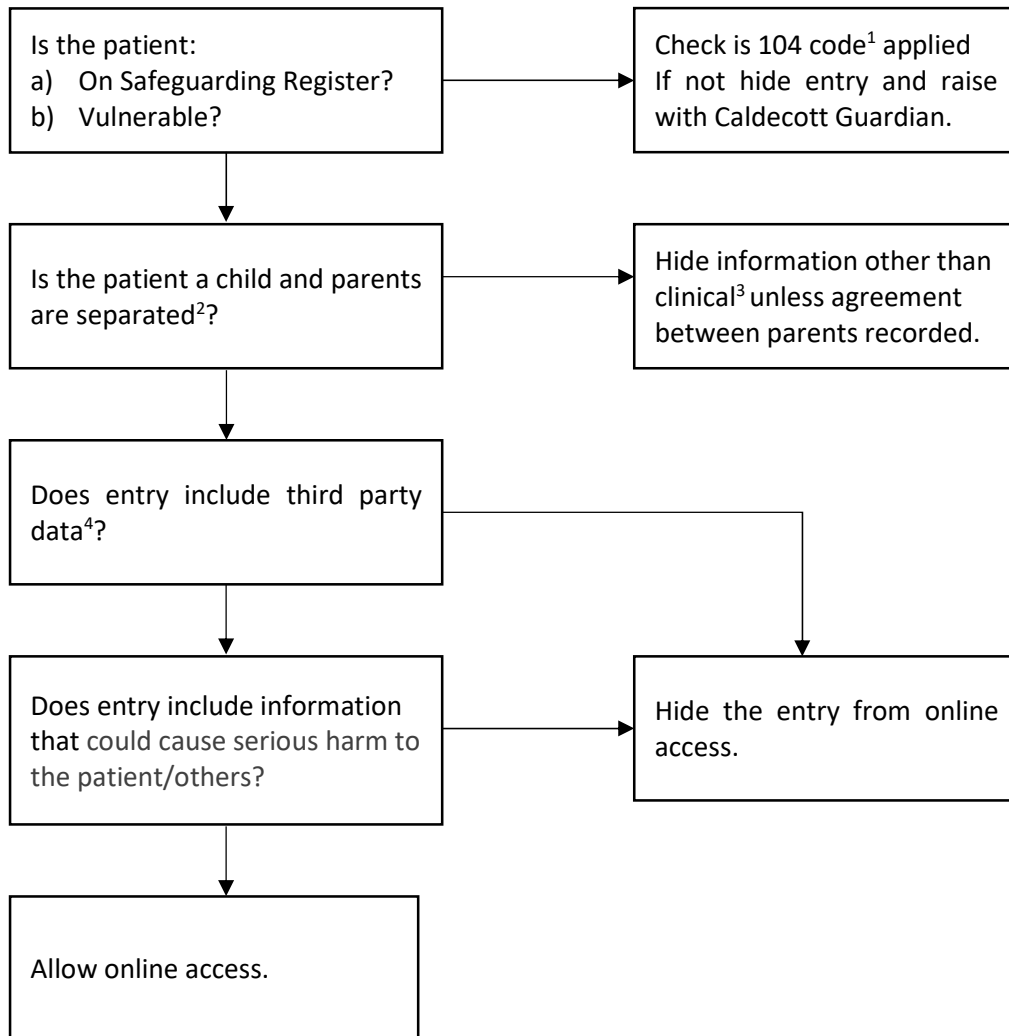 Is the patient:
a) On Safeguarding Register?
b) Vulnerable?
Check is 104 code¹ applied
If not hide entry and raise
with Caldecott Guardian.
Is the patient a child and parents
are separated²?
Hide information other than
clinical³ unless agreement
between parents recorded.
Does entry include third party
data⁴?
Does entry include information
that could cause serious harm to
the patient/others?
Hide the entry from online
access.
Allow online access.